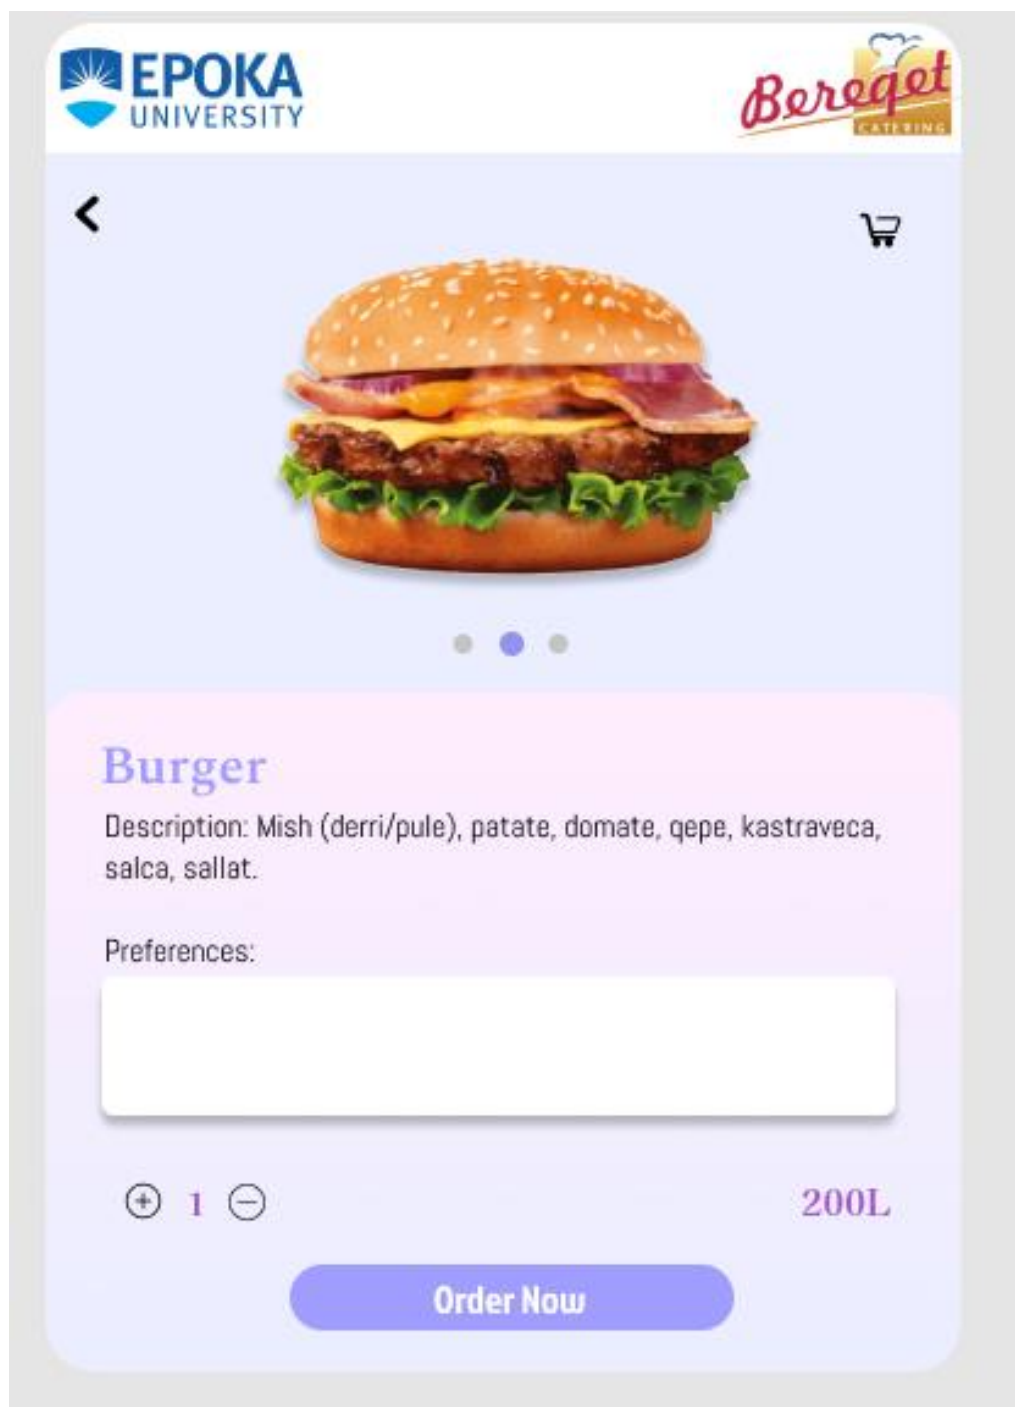 EPOKA
UNIVERSITY
Bereqet
CATERING
Burger
Description: Mish (derri/pule), patate, domate, qepe, kastraveca,
salca, sallat.
Preferences:
1
200L
Order Now